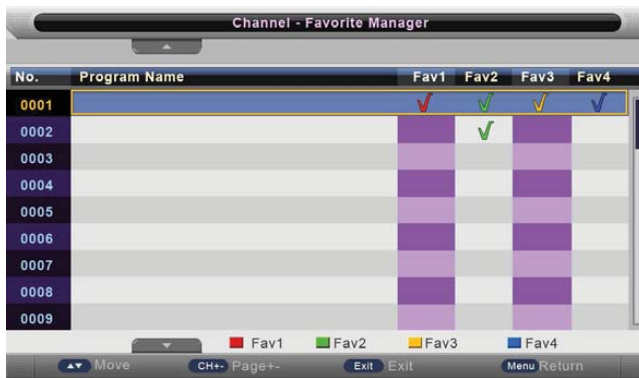 Channel - Favorite Manager
No. Program Name Fav1 Fav2 Fav3 Fav4
0001
0002
0003
0004
0005
0006
0007
0008
0009
Fav1 Fav2 Fav3 Fav4
Move CH+- Page+- Exit Exit Menu Return